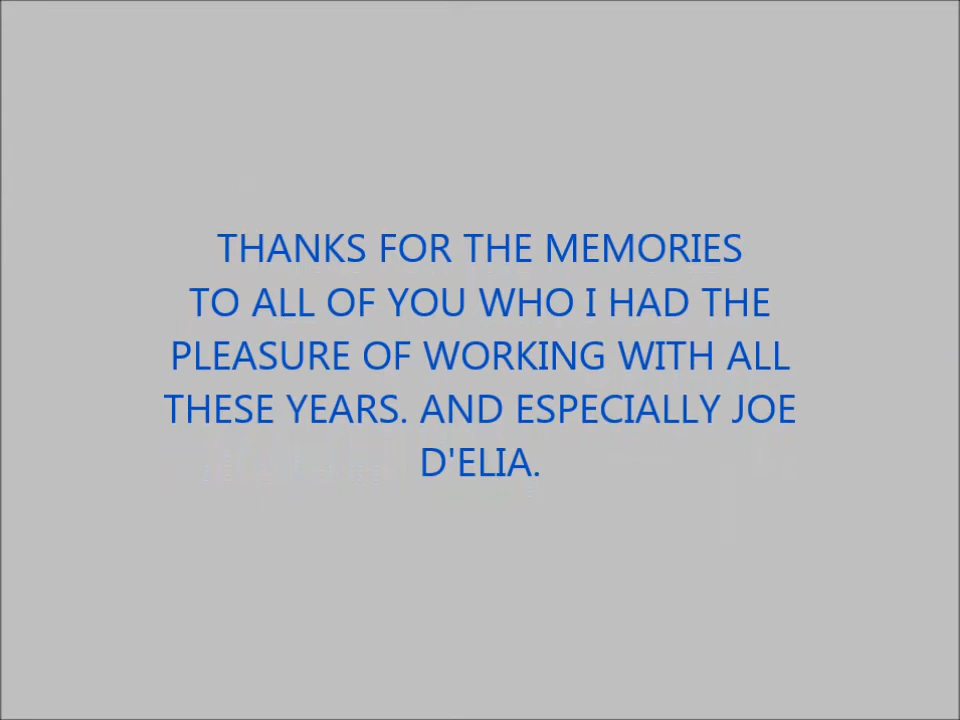 THANKS FOR THE MEMORIES
TO ALL OF YOU WHO I HAD THE
PLEASURE OF WORKING WITH ALL
THESE YEARS. AND ESPECIALLY JOE
D'ELIA.